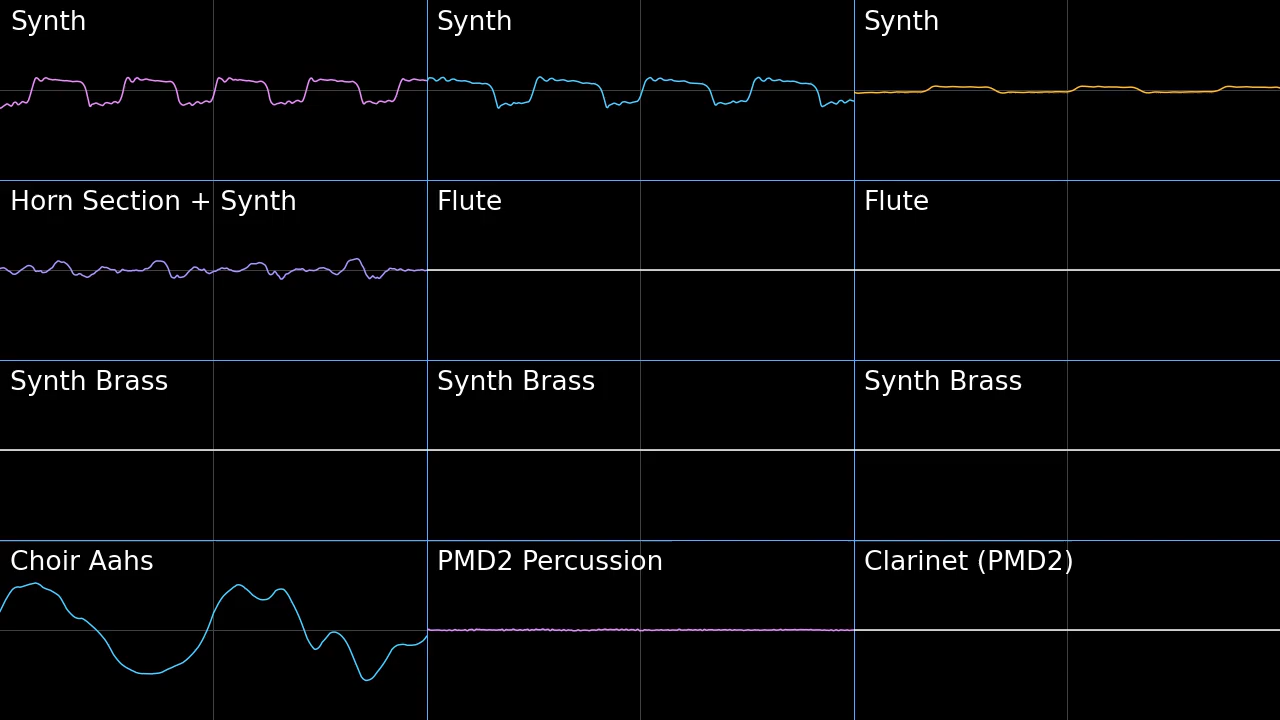 Synth
Synth
Synth
Horn Section + Synth
Flute
Flute
Synth Brass
Synth Brass
Synth Brass
Choir Aahs
PMD2 Percussion
Clarinet (PMD2)